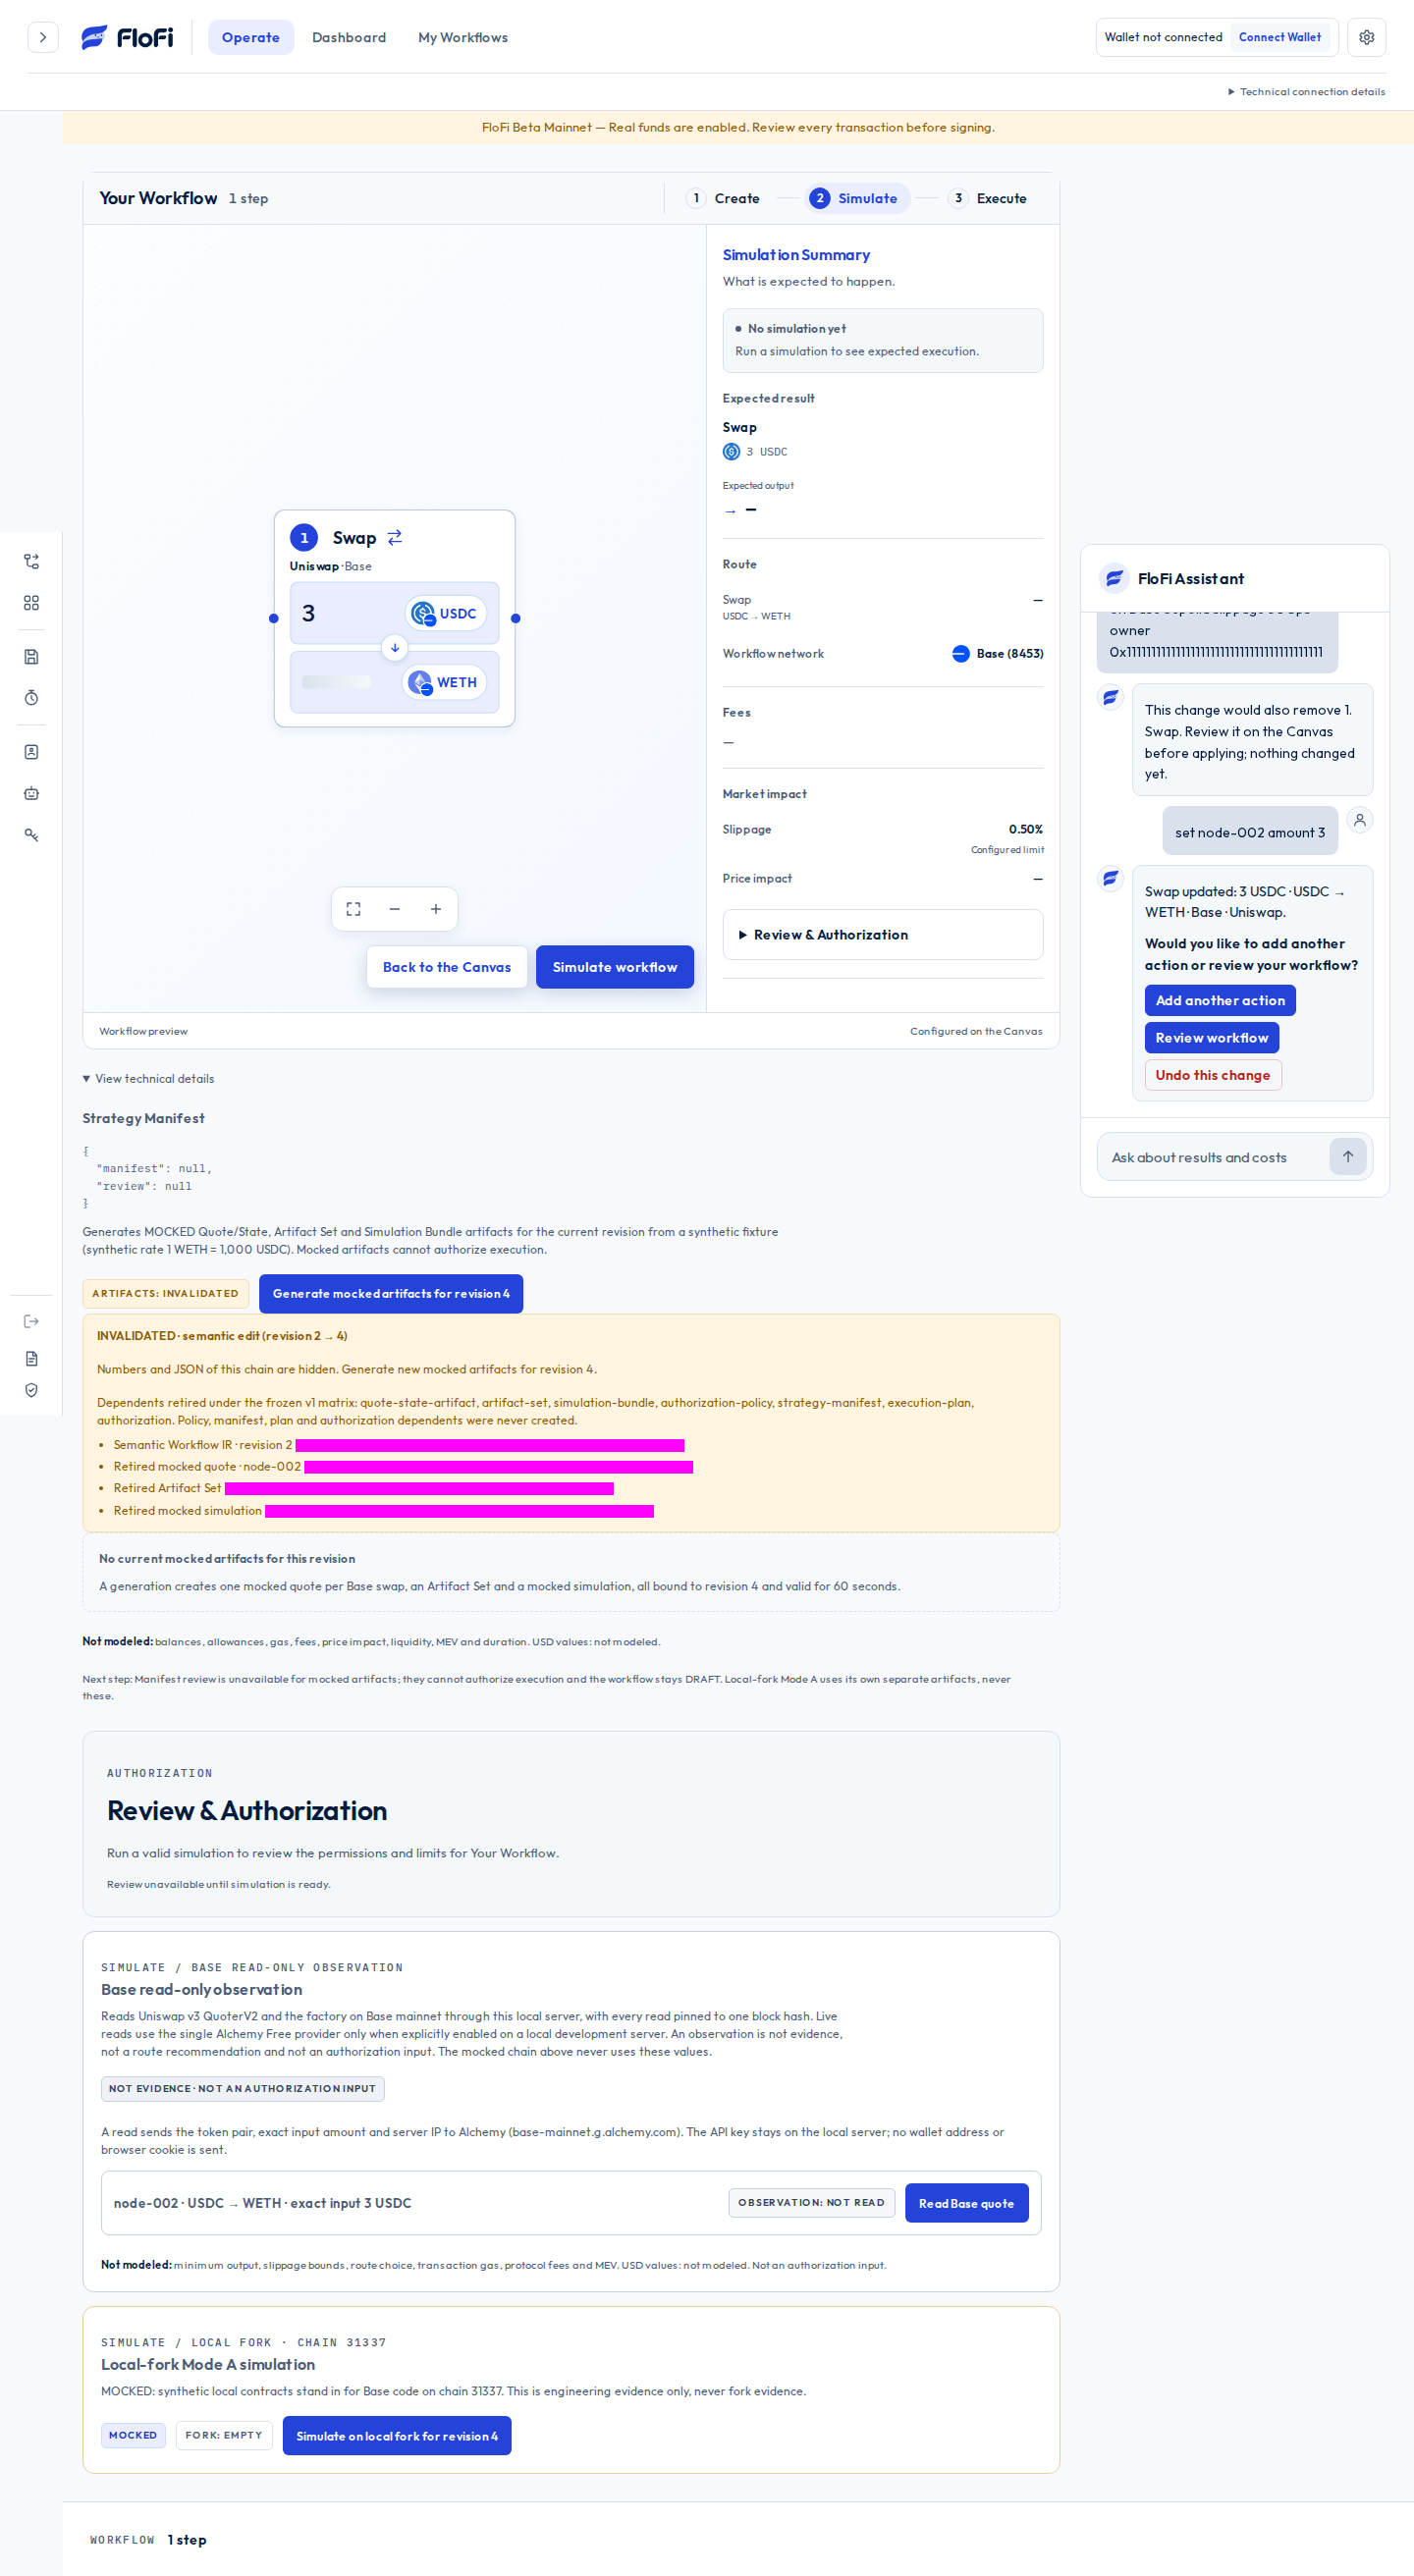 FloFi
Operate
Dashboard
My Workflows
Wallet not connected
Connect Wallet
▶ Technical connection details
FloFi Beta Mainnet — Real funds are enabled. Review every transaction before signing.
Your Workflow 1 step
1 Create
2 Simulate
3 Execute
1 Swap
Uniswap · Base
3 USDC
WETH
Back to the Canvas
Simulate workflow
Simulation Summary
What is expected to happen.
No simulation yet
Run a simulation to see expected execution.
Expected result
Swap
3 USDC
Expected output
→ —
Route
Swap —
USDC → WETH
Workflow network Base (8453)
Fees
—
Market impact
Slippage 0.50%
Configured limit
Price impact —
▶ Review & Authorization
Workflow preview
Configured on the Canvas
FloFi Assistant
owner
This change would also remove 1.
Swap. Review it on the Canvas
before applying; nothing changed
yet.
set node-002 amount 3
Swap updated: 3 USDC · USDC →
WETH · Base · Uniswap.
Would you like to add another
action or review your workflow?
Add another action
Review workflow
Undo this change
Ask about results and costs
▼ View technical details
Strategy Manifest
{
"manifest": null,
"review": null
}
Generates MOCKED Quote/State, Artifact Set and Simulation Bundle artifacts for the current revision from a synthetic fixture
(synthetic rate 1 WETH = 1,000 USDC). Mocked artifacts cannot authorize execution.
ARTIFACTS: INVALIDATED
Generate mocked artifacts for revision 4
INVALIDATED · semantic edit (revision 2 → 4)
Numbers and JSON of this chain are hidden. Generate new mocked artifacts for revision 4.
Dependents retired under the frozen v1 matrix: quote-state-artifact, artifact-set, simulation-bundle, authorization-policy, strategy-manifest, execution-plan,
authorization. Policy, manifest, plan and authorization dependents were never created.
• Semantic Workflow IR · revision 2
• Retired mocked quote · node-002
• Retired Artifact Set
• Retired mocked simulation
No current mocked artifacts for this revision
A generation creates one mocked quote per Base swap, an Artifact Set and a mocked simulation, all bound to revision 4 and valid for 60 seconds.
Not modeled: balances, allowances, gas, fees, price impact, liquidity, MEV and duration. USD values: not modeled.
Next step: Manifest review is unavailable for mocked artifacts; they cannot authorize execution and the workflow stays DRAFT. Local-fork Mode A uses its own separate artifacts, never
these.
AUTHORIZATION
Review & Authorization
Run a valid simulation to review the permissions and limits for Your Workflow.
Review unavailable until simulation is ready.
SIMULATE / BASE READ-ONLY OBSERVATION
Base read-only observation
Reads Uniswap v3 QuoterV2 and the factory on Base mainnet through this local server, with every read pinned to one block hash. Live
reads use the single Alchemy Free provider only when explicitly enabled on a local development server. An observation is not evidence,
not a route recommendation and not an authorization input. The mocked chain above never uses these values.
NOT EVIDENCE · NOT AN AUTHORIZATION INPUT
A read sends the token pair, exact input amount and server IP to Alchemy (base-mainnet.g.alchemy.com). The API key stays on the local server; no wallet address or
browser cookie is sent.
node-002 · USDC → WETH · exact input 3 USDC
OBSERVATION: NOT READ
Read Base quote
Not modeled: minimum output, slippage bounds, route choice, transaction gas, protocol fees and MEV. USD values: not modeled. Not an authorization input.
SIMULATE / LOCAL FORK · CHAIN 31337
Local-fork Mode A simulation
MOCKED: synthetic local contracts stand in for Base code on chain 31337. This is engineering evidence only, never fork evidence.
MOCKED
FORK: EMPTY
Simulate on local fork for revision 4
WORKFLOW 1 step